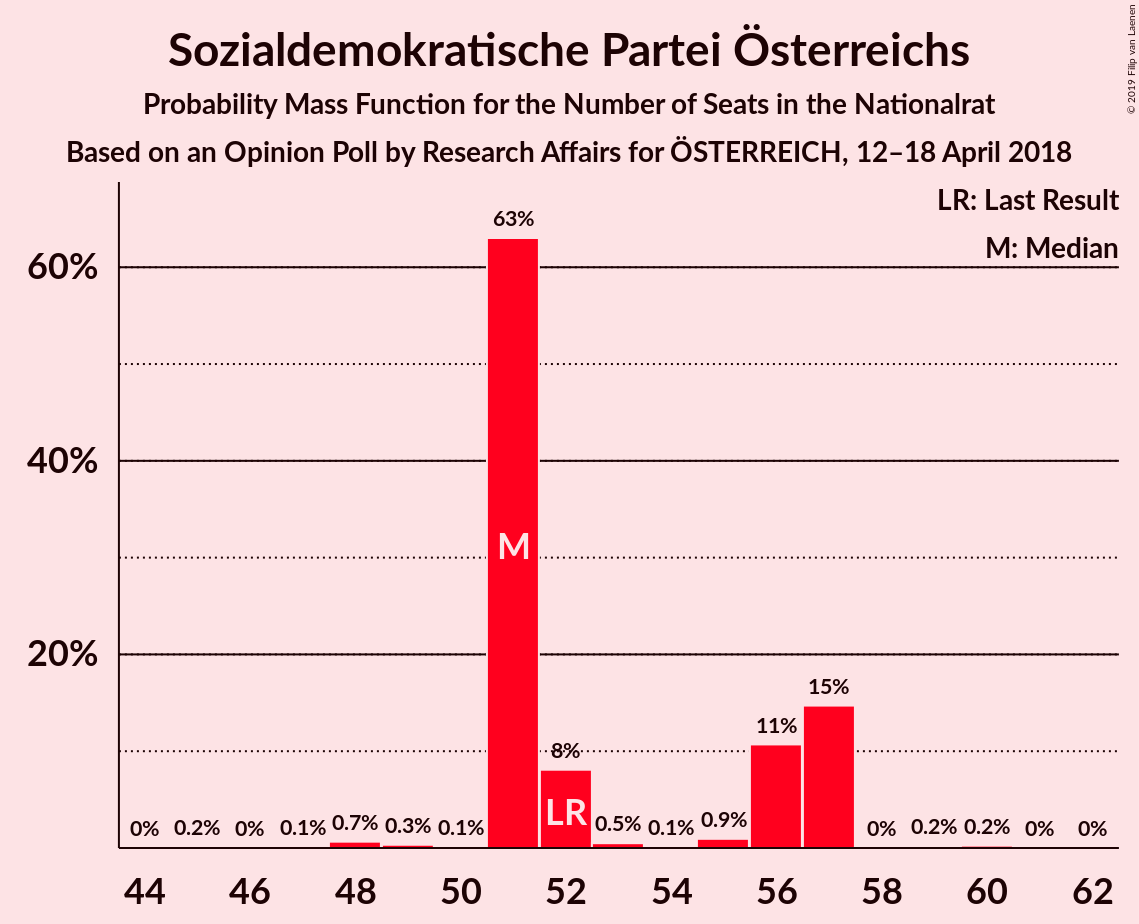 Sozialdemokratische Partei Österreichs
Probability Mass Function for the Number of Seats in the Nationalrat
Based on an Opinion Poll by Research Affairs for ÖSTERREICH, 12–18 April 2018
© 2019 Filip van Laenen
LR: Last Result
M: Median
60%
40%
20%
0%
0.2%
0%
0.1%
0.7%
0.3%
0.1%
63%
M
8%
LR
0.5%
0.1%
0.9%
11%
15%
0%
0.2%
0.2%
0%
0%
44 46 48 50 52 54 56 58 60 62